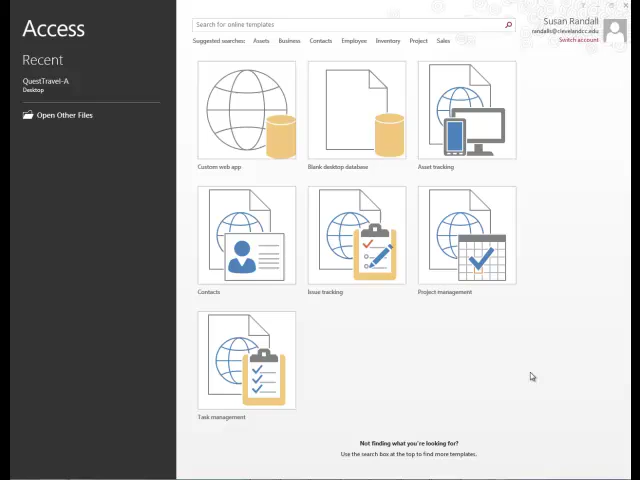 Access
Recent
QuestTravel-A
Desktop
Open Other Files
Search for online templates
Suggested searches: Assets Business Contacts Employee Inventory Project Sales
Susan Randall
randalls@clevelandcc.edu
Switch account
Custom web app
Blank desktop database
Asset tracking
Contacts
Issue tracking
Project management
Task management
Not finding what you're looking for?
Use the search box at the top to find more templates.